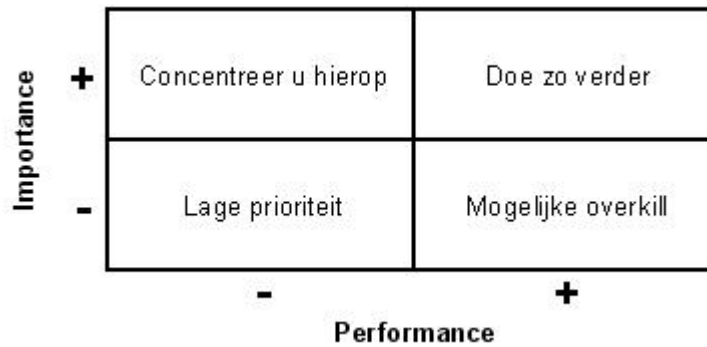 Importance
+
Concentreer u hierop
Doe zo verder
-
Lage prioriteit
Mogelijke overkill
-
+
Performance